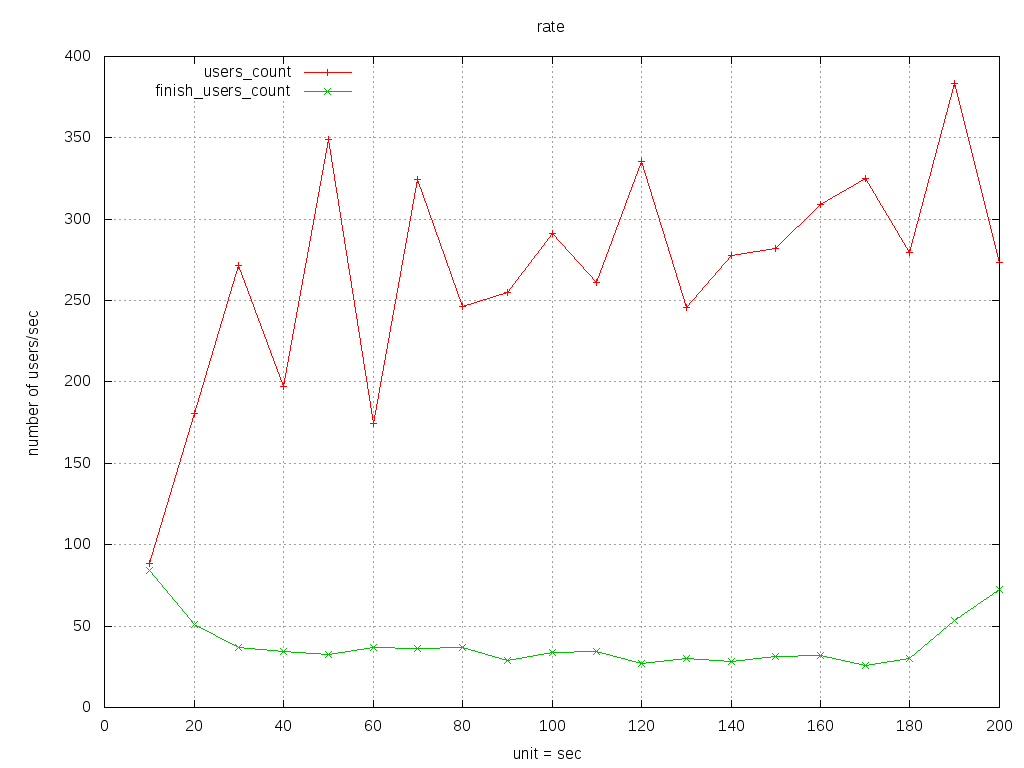 rate
400
users_count
finish_users_count
350
300
250
200
150
100
50
0
number of users/sec
0 20 40 60 80 100 120 140 160 180 200
unit = sec